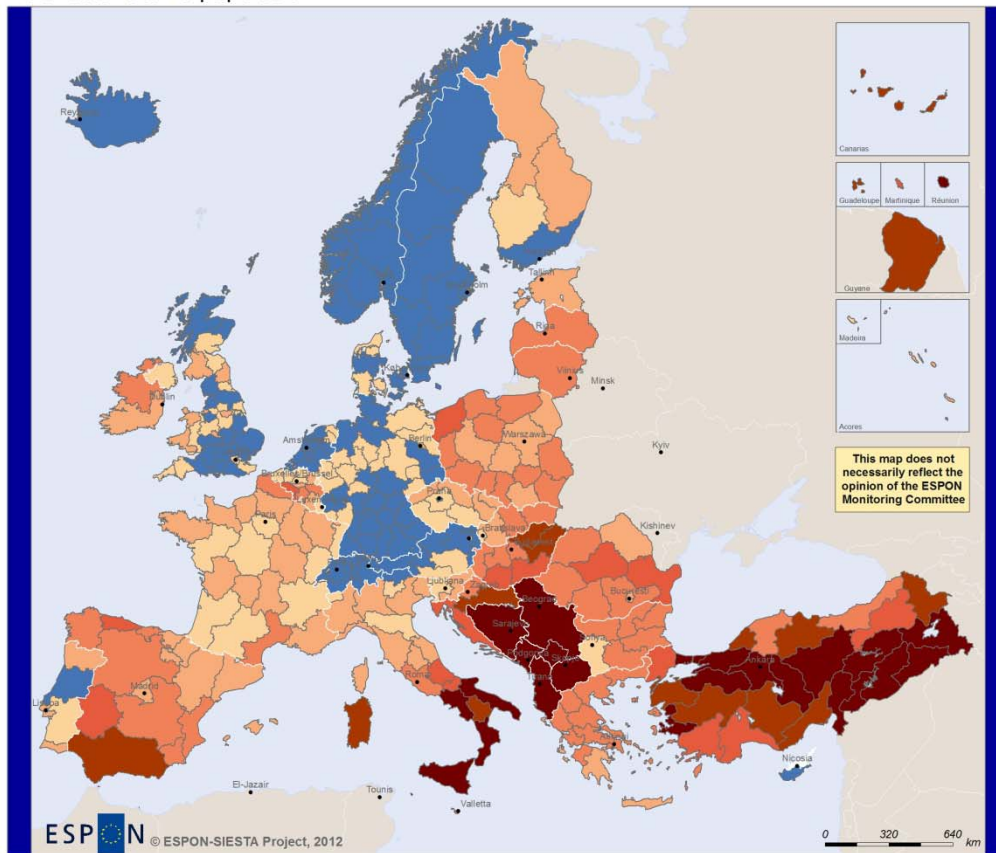 Reykjavik
Canarias
Guadeloupe
Martinique
Réunion
Guyane
Madeira
Acores
This map does not
necessarily reflect the
opinion of the ESPON
Monitoring Committee
Tallinn
Riga
Vilnius
Minsk
Dublin
Berlin
Warszawa
Kyiv
Paris
Praha
Bratislava
Kishinev
Ljubljana
Beograd
Bucuresti
Sarajevo
Sofiya
Podgorica
Skopje
Roma
Madrid
Lisboa
Ankara
Nicosia
El-Jazair
Tounis
Valletta
ESPON © ESPON-SIESTA Project, 2012
0 320 640
km